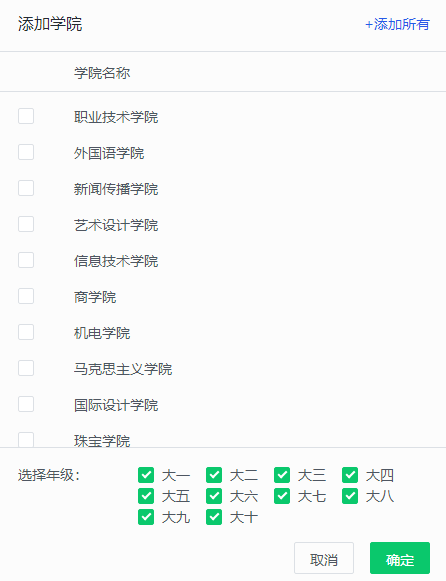 添加学院 +添加所有
学院名称
职业技术学院
外国语学院
新闻传播学院
艺术设计学院
信息技术学院
商学院
机电学院
马克思主义学院
国际设计学院
珠宝学院
选择年级: 大一 大二 大三 大四
大五 大六 大七 大八
大九 大十
取消 确定